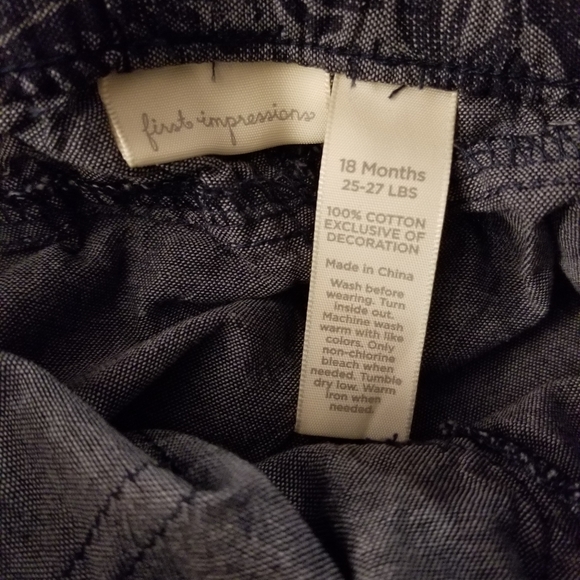 first impressions
18 Months
25-27 LBS
100% COTTON
EXCLUSIVE OF
DECORATION
Made in China
Wash before
wearing. Turn
inside out.
Machine wash
warm with like
colors. Only
non-chlorine
bleach when
needed. Tumble
dry low. Warm
iron when
needed.